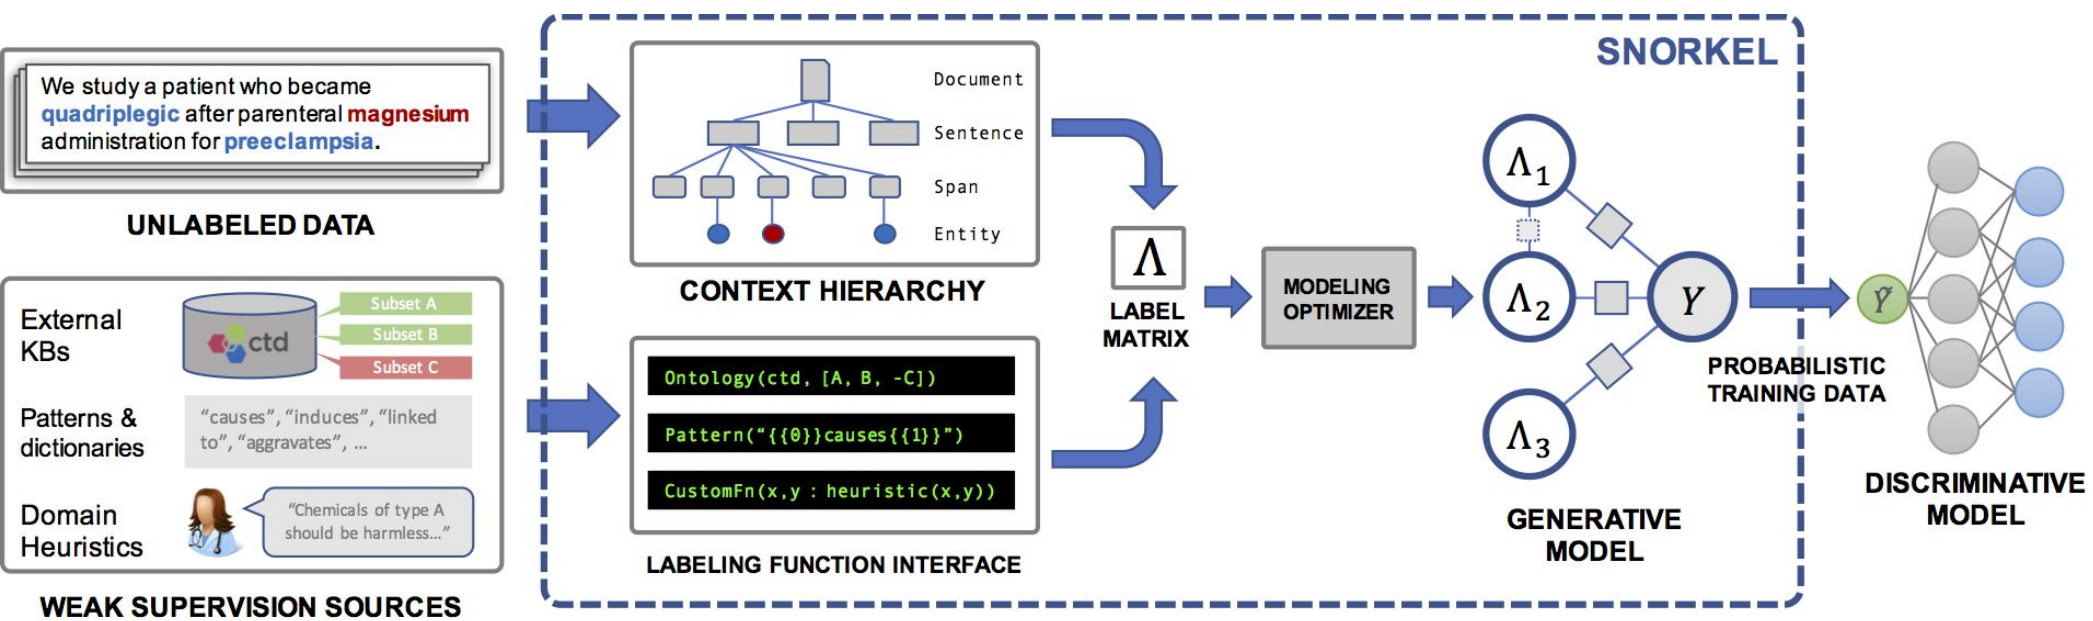 We study a patient who became
quadriplegic after parenteral magnesium
administration for preeclampsia.
UNLABELED DATA
External
KBs
ctd
Subset A
Subset B
Subset C
Patterns &
dictionaries
“causes”, “induces”, “linked
to”, “aggravates”, ...
Domain
Heuristics
“Chemicals of type A
should be harmless...”
WEAK SUPERVISION SOURCES
SNORKEL
Document
Sentence
Span
Entity
CONTEXT HIERARCHY
Ontology(ctd, [A, B, -C])
Pattern(“{{0}}causes{{1}}”)
CustomFn(x,y : heuristic(x,y))
LABELING FUNCTION INTERFACE
Λ
LABEL
MATRIX
MODELING
OPTIMIZER
Λ1
Λ2
Λ3
Y
GENERATIVE
MODEL
PROBABILISTIC
TRAINING DATA
Ỹ
DISCRIMINATIVE
MODEL